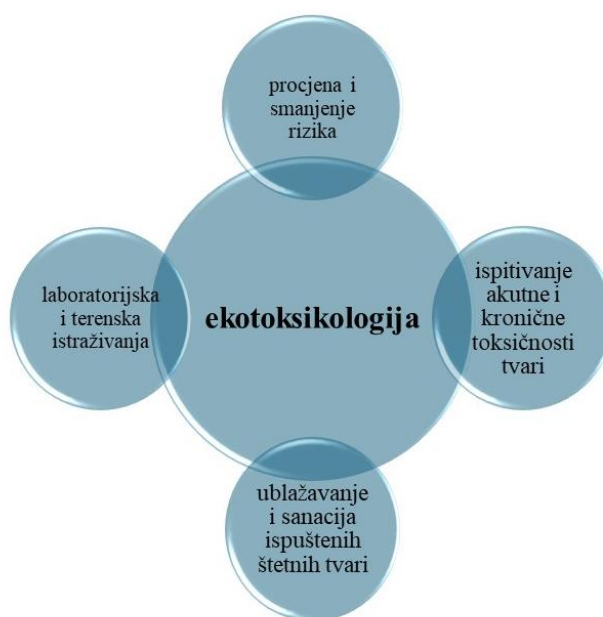 procjena i
smanjenje
rizika
laboratorijska
i terenska
istraživanja
ekotoksikologija
ispitivanje
akutne i
kronične
toksičnosti
tvari
ublažavanje
i sanacija
ispuštenih
štetnih tvari